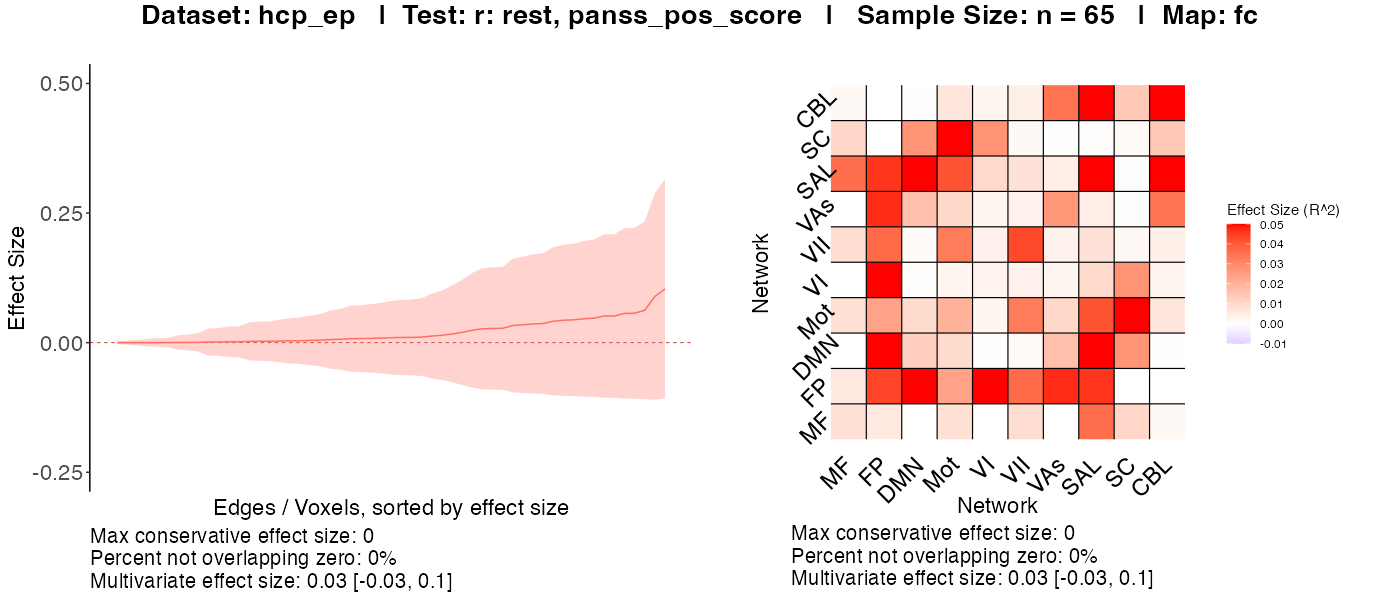 Dataset: hcp_ep | Test: r: rest, panss_pos_score | Sample Size: n = 65 | Map: fc
0.50
0.25
0.00
-0.25
Effect Size
Edges / Voxels, sorted by effect size
Max conservative effect size: 0
Percent not overlapping zero: 0%
Multivariate effect size: 0.03 [-0.03, 0.1]
Network
CBL
SC
SAL
VAs
VII
VI
Mot
DMN
FP
MF
MF FP DMN Mot VI VII VAs SAL SC CBL
Network
Max conservative effect size: 0
Percent not overlapping zero: 0%
Multivariate effect size: 0.03 [-0.03, 0.1]
Effect Size (R^2)
0.05
0.04
0.03
0.02
0.01
0.00
-0.01